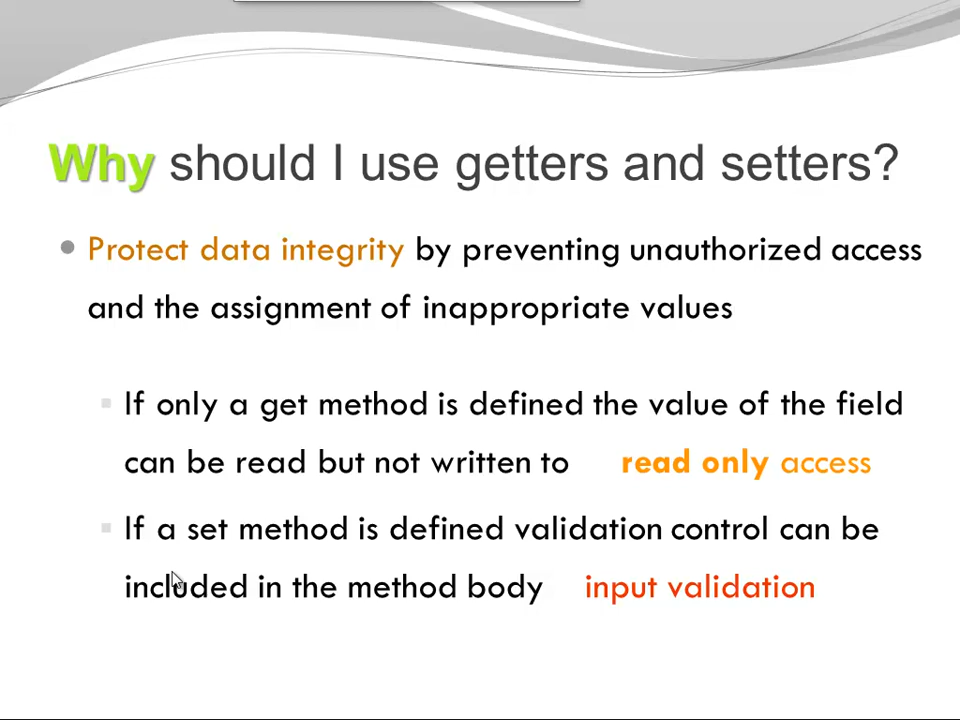 Why should I use getters and setters?
Protect data integrity by preventing unauthorized access
and the assignment of inappropriate values
If only a get method is defined the value of the field
can be read but not written to read only access
If a set method is defined validation control can be
included in the method body input validation